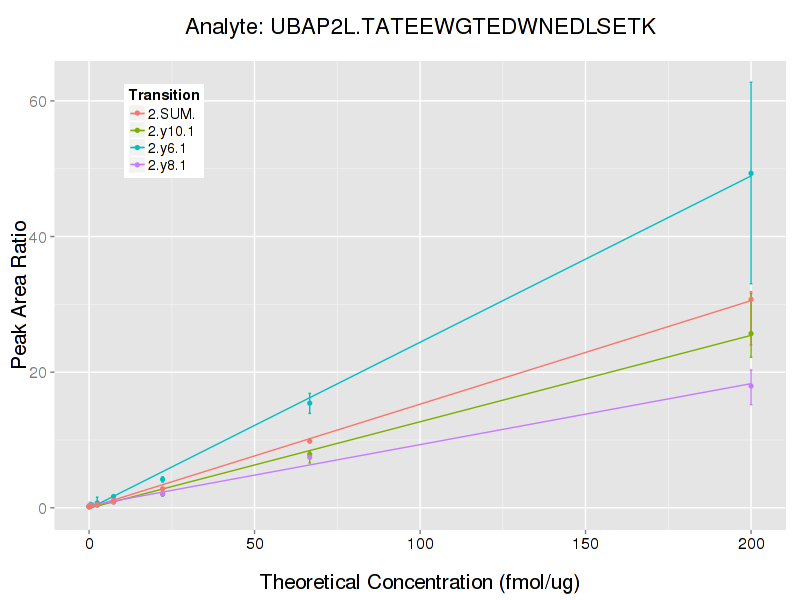 Analyte: UBAP2L.TATEEWGTEDWNEDLSETK
Transition
2.SUM.
2.y10.1
2.y6.1
2.y8.1
60
40
20
0
Peak Area Ratio
0 50 100 150 200
Theoretical Concentration (fmol/ug)